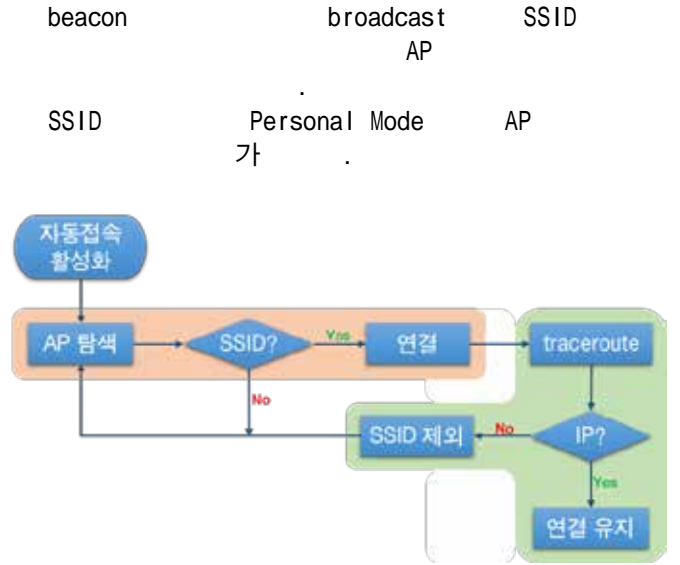 beacon broadcast SSID
AP
.
SSID Personal Mode AP
가 .
자동접속
활성화
AP 탐색
SSID?
Yes
연결
traceroute
No
SSID 제외
No
IP?
Yes
연결 유지